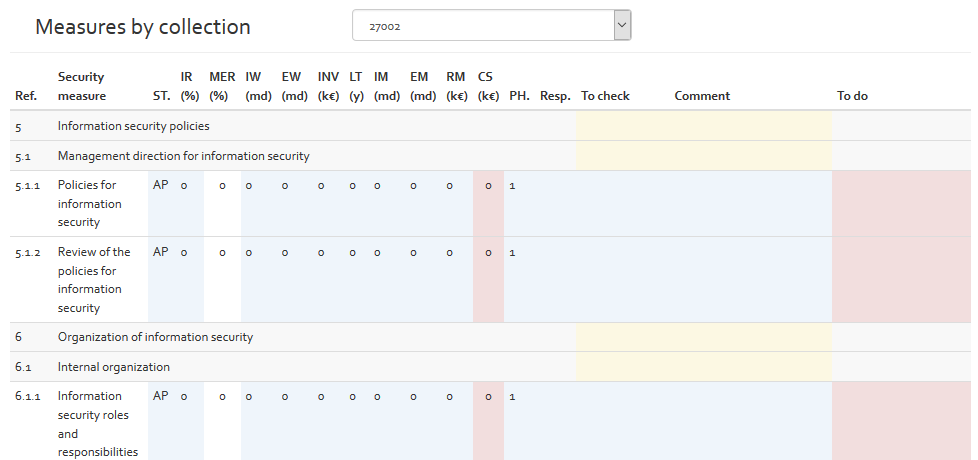 Measures by collection
27002
Ref. Security measure ST. IR (%) MER (%) IW (md) EW (md) INV (k€) LT (y) IM (md) EM (md) RM (k€) CS (k€) PH. Resp. To check Comment To do
5 Information security policies
5.1 Management direction for information security
5.1.1 Policies for AP 0 0 0 0 0 0 0 0 0 0 1
information
security
5.1.2 Review of the AP 0 0 0 0 0 0 0 0 0 0 1
policies for
information
security
6 Organization of information security
6.1 Internal organization
6.1.1 Information AP 0 0 0 0 0 0 0 0 0 0 1
security roles
and
responsibilities